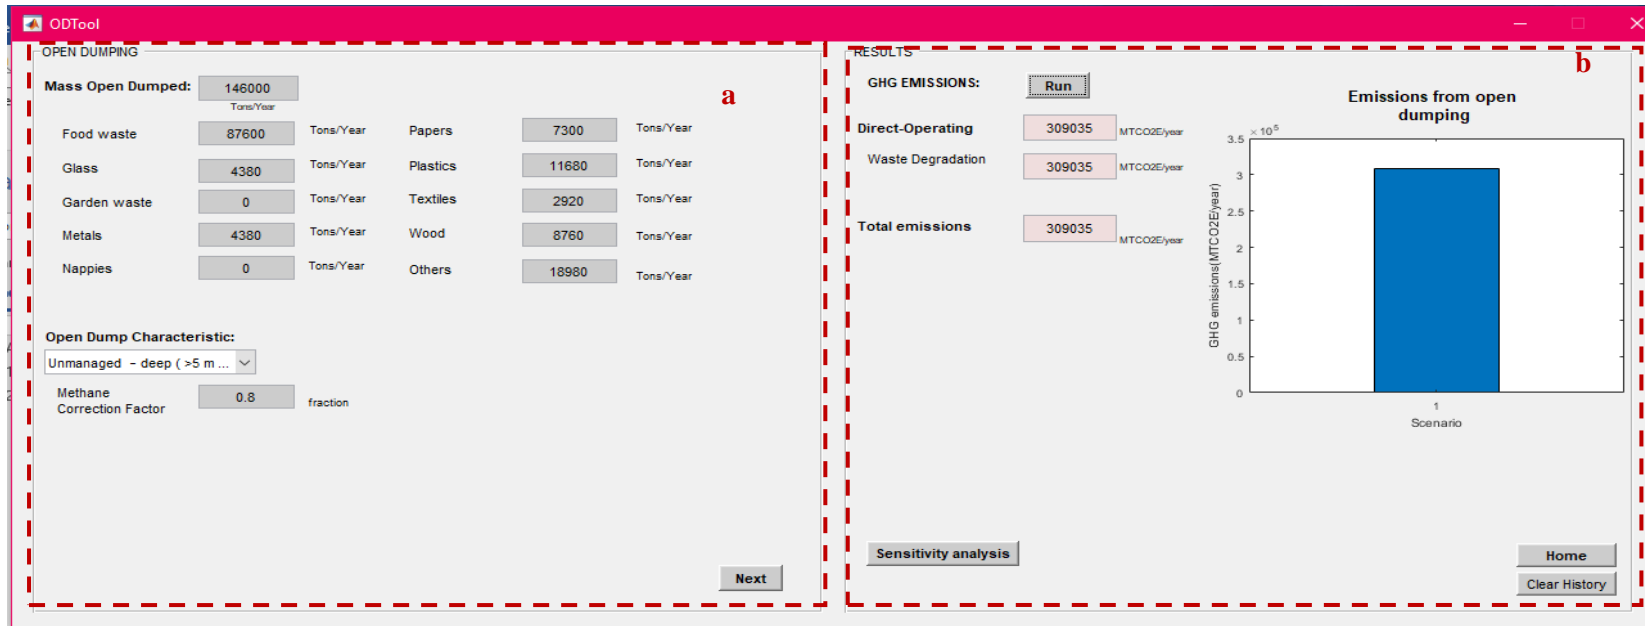 ODTool
OPEN DUMPING
a
Mass Open Dumped: 146000
Tons/Year
Food waste 87600 Tons/Year Papers 7300 Tons/Year
Glass 4380 Tons/Year Plastics 11680 Tons/Year
Garden waste 0 Tons/Year Textiles 2920 Tons/Year
Metals 4380 Tons/Year Wood 8760 Tons/Year
Nappies 0 Tons/Year Others 18980 Tons/Year
Open Dump Characteristic:
Unmanaged - deep ( >5 m ...
Methane
Correction Factor 0.8 fraction
Next
RESULTS
b
GHG EMISSIONS: Run
Direct-Operating 309035 MTCO2E/year
Waste Degradation 309035 MTCO2E/year
Total emissions 309035 MTCO2E/year
Emissions from open
dumping
× 10^5
3.5
3
2.5
2
1.5
1
0.5
0
GHG emissions(MTCO2E/year)
1
Scenario
Sensitivity analysis
Home
Clear History